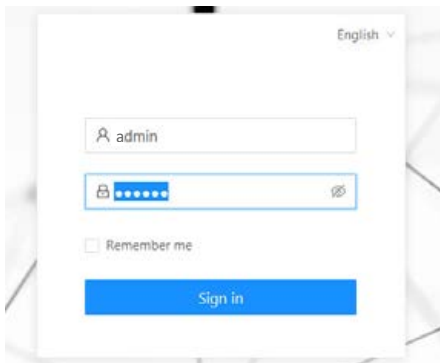 English
admin
••••••
Remember me
Sign in